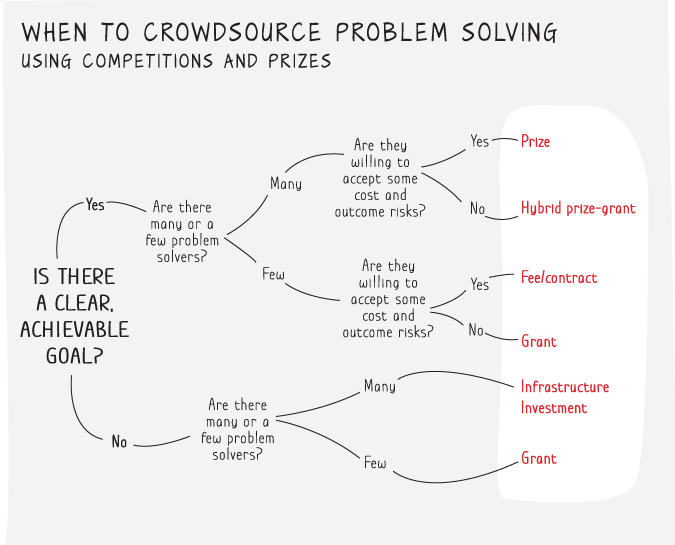 WHEN TO CROWDSOURCE PROBLEM SOLVING
USING COMPETITIONS AND PRIZES
IS THERE
A CLEAR,
ACHIEVABLE
GOAL?
Yes
Are there
many or a
few problem
solvers?
Many
Are they
willing to
accept some
cost and
outcome risks?
Yes
Prize
No
Hybrid prize-grant
Few
Are they
willing to
accept some
cost and
outcome risks?
Yes
Fee/contract
No
Grant
No
Are there
many or a
few problem
solvers?
Many
Infrastructure
Investment
Few
Grant